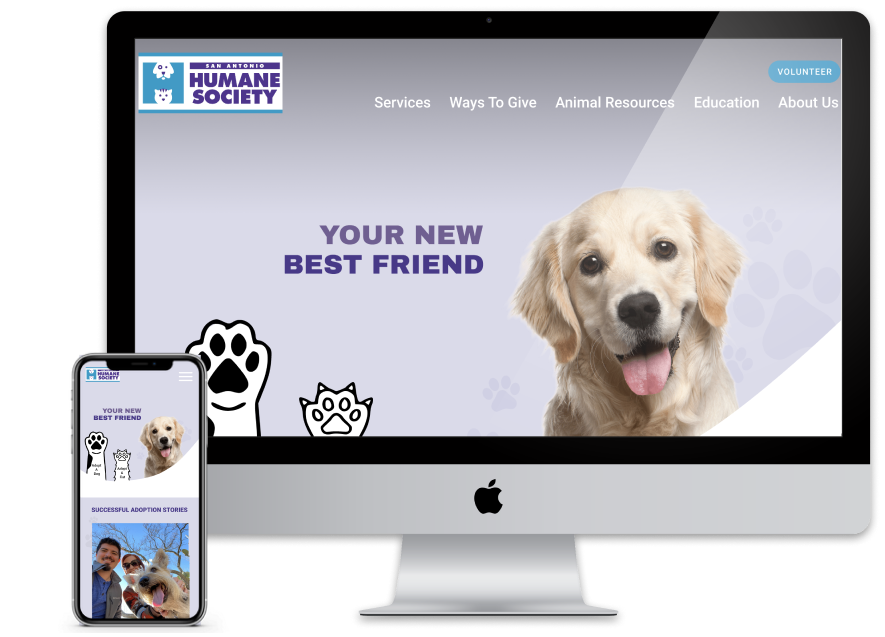 SAN ANTONIO
HUMANE
SOCIETY
VOLUNTEER
Services Ways To Give Animal Resources Education About Us
YOUR NEW
BEST FRIEND
HUMANE
SOCIETY
YOUR NEW
BEST FRIEND
Adopt
A
Dog
Adopt
A
Cat
SUCCESSFUL ADOPTION STORIES